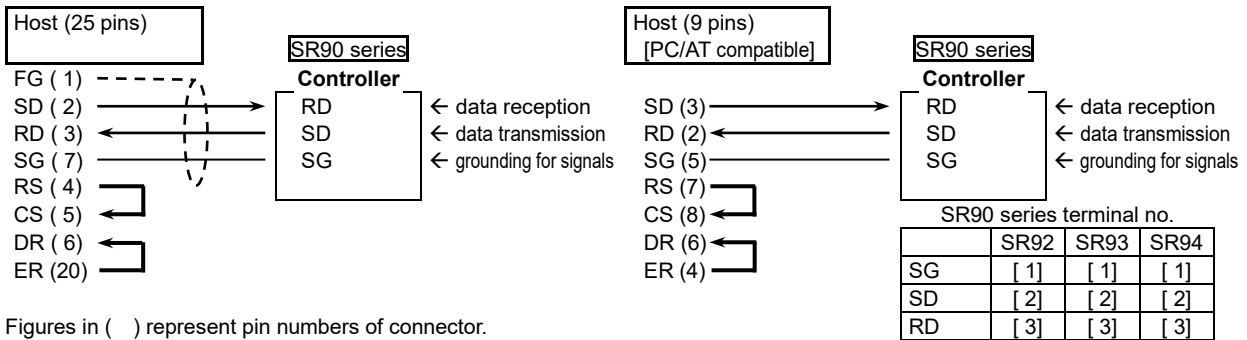 Host (25 pins)
SR90 series
Controller
FG ( 1)
SD ( 2) RD ← data reception
RD ( 3) SD ← data transmission
SG ( 7) SG ← grounding for signals
RS ( 4)
CS ( 5)
DR ( 6)
ER (20)
Figures in ( ) represent pin numbers of connector.
Host (9 pins)
[PC/AT compatible]
SR90 series
Controller
SD (3) RD ← data reception
RD (2) SD ← data transmission
SG (5) SG ← grounding for signals
RS (7)
CS (8)
DR (6)
ER (4)
SR90 series terminal no.
SR92 SR93 SR94
SG [ 1] [ 1] [ 1]
SD [ 2] [ 2] [ 2]
RD [ 3] [ 3] [ 3]